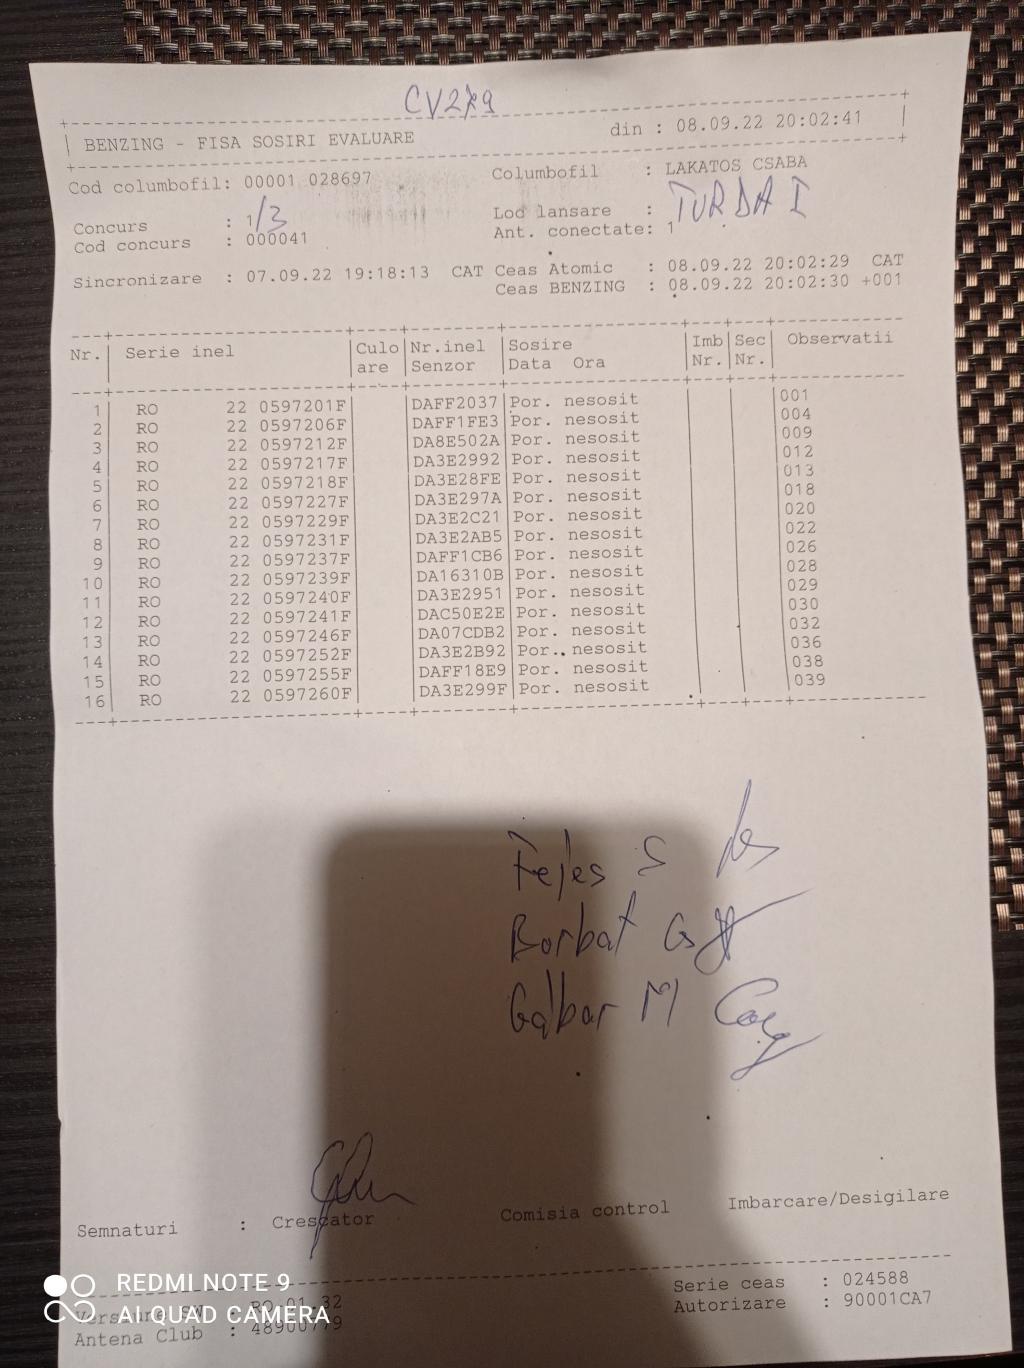 CV279
BENZING - FISA SOSIRI EVALUARE din : 08.09.22 20:02:41
Cod columbofil: 00001 028697 Columbofil : LAKATOS CSABA
Concurs : 1/3 Lod lansare : TURDA I
Cod concurs : 000041 Ant. conectate: 1
Sincronizare : 07.09.22 19:18:13 CAT Ceas Atomic : 08.09.22 20:02:29 CAT
Ceas BENZING : 08.09.22 20:02:30 +001
Nr. Serie inel Culo Nr.inel Sosire Imb Sec Observatii
are Senzor Data Ora Nr. Nr.
1 RO 22 0597201F DAFF2037 Por. nesosit 001
2 RO 22 0597206F DAFF1FE3 Por. nesosit 004
3 RO 22 0597212F DA8E502A Por. nesosit 009
4 RO 22 0597217F DA3E2992 Por. nesosit 012
5 RO 22 0597218F DA3E28FE Por. nesosit 013
6 RO 22 0597227F DA3E297A Por. nesosit 018
7 RO 22 0597229F DA3E2C21 Por. nesosit 020
8 RO 22 0597231F DA3E2AB5 Por. nesosit 022
9 RO 22 0597237F DAFF1CB6 Por. nesosit 026
10 RO 22 0597239F DA16310B Por. nesosit 028
11 RO 22 0597240F DA3E2951 Por. nesosit 029
12 RO 22 0597241F DAC50E2E Por. nesosit 030
13 RO 22 0597246F DA07CDB2 Por. nesosit 032
14 RO 22 0597252F DA3E2B92 Por. nesosit 036
15 RO 22 0597255F DAFF18E9 Por. nesosit 038
16 RO 22 0597260F DA3E299F Por. nesosit 039
Fejes S
Borbat G
Galbar M
Semnaturi : Crescator Comisia control Imbarcare/Desigilare
Serie ceas : 024588
Versiune SW : RO 01.32 Autorizare : 90001CA7
Antena Club : 48900779
REDMI NOTE 9
AI QUAD CAMERA